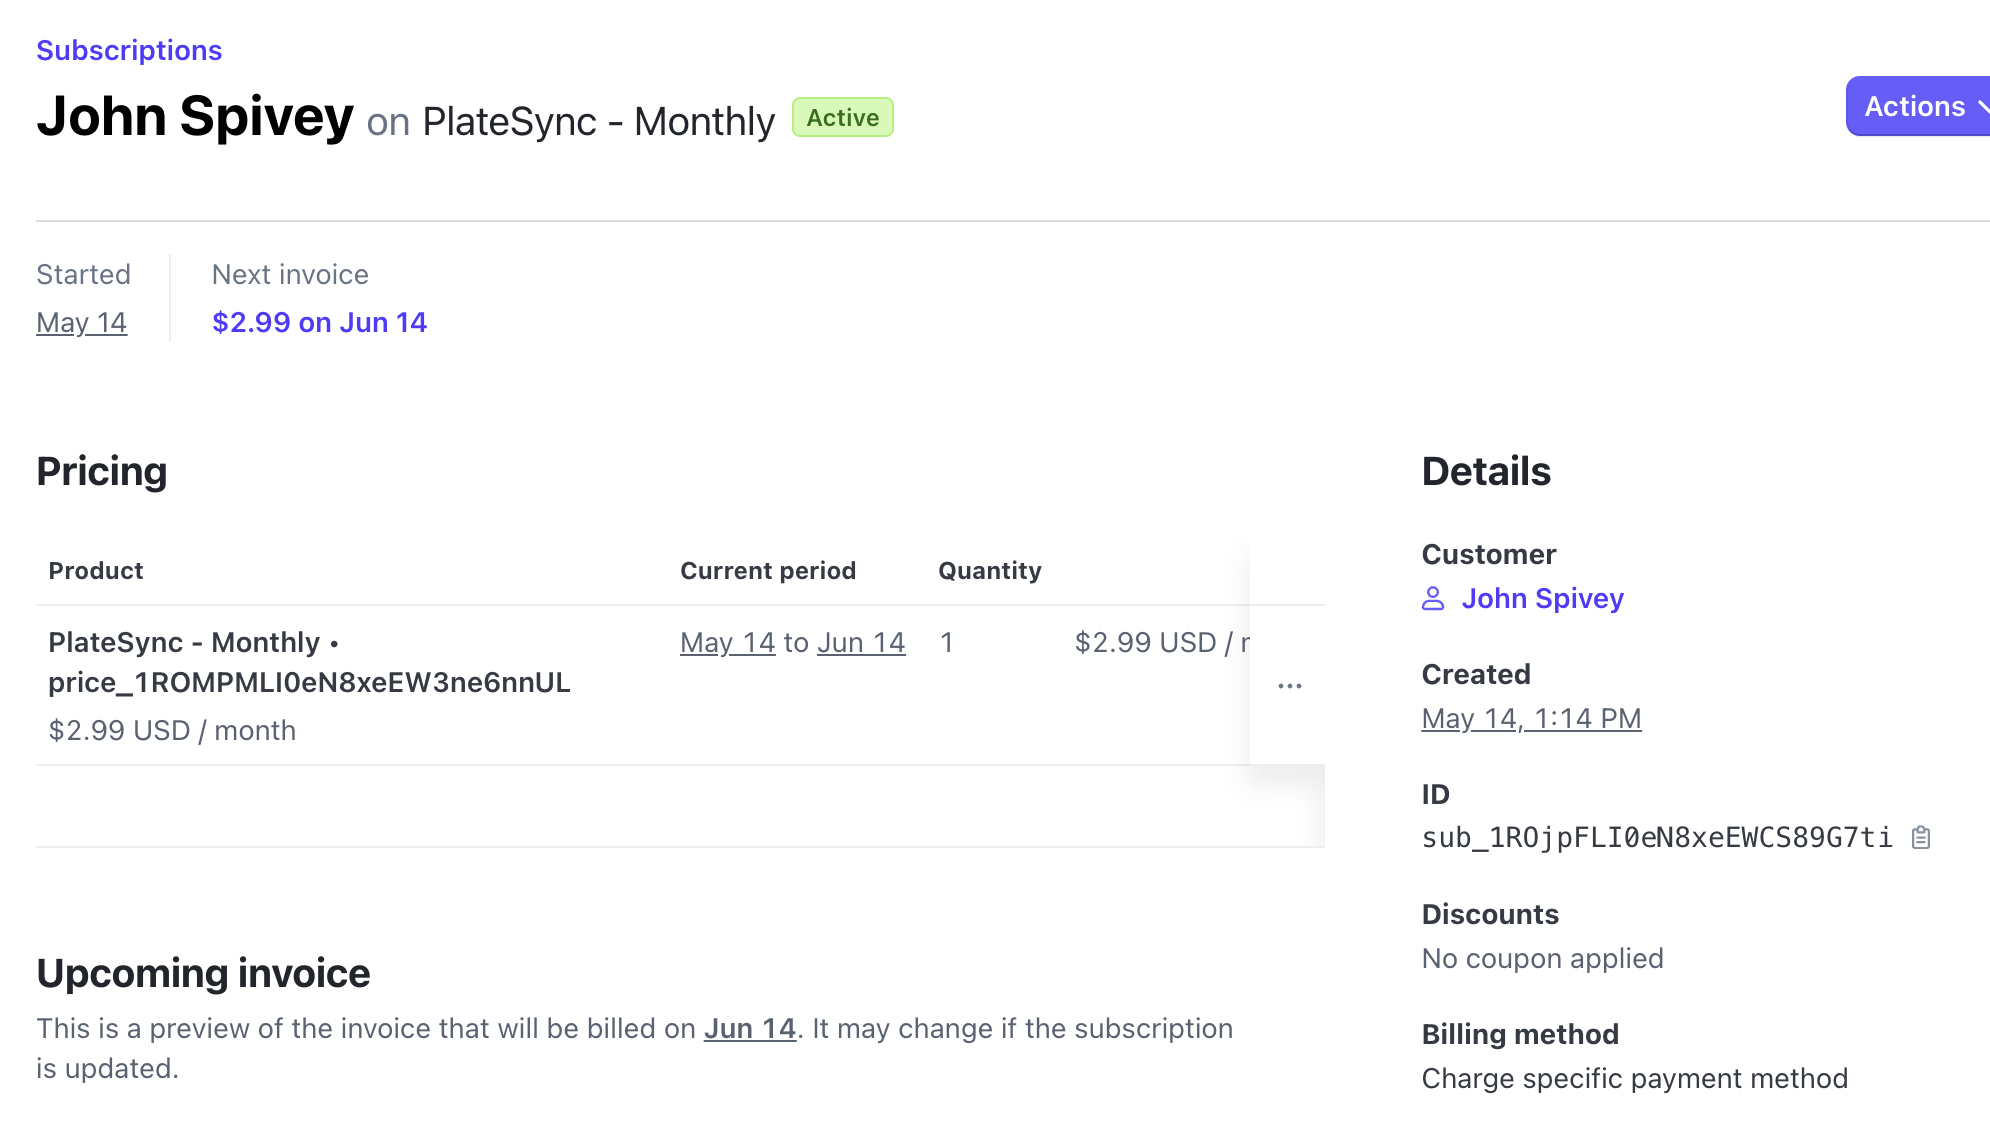 Subscriptions
John Spivey on PlateSync - Monthly Active
Actions
Started
May 14
Next invoice
$2.99 on Jun 14
Pricing
Product Current period Quantity
PlateSync - Monthly • May 14 to Jun 14 1 $2.99 USD /
price_1ROMPMLI0eN8xeEW3ne6nnUL
$2.99 USD / month
Upcoming invoice
This is a preview of the invoice that will be billed on Jun 14. It may change if the subscription
is updated.
Details
Customer
John Spivey
Created
May 14, 1:14 PM
ID
sub_1ROjpFLI0eN8xeEWCS89G7ti
Discounts
No coupon applied
Billing method
Charge specific payment method